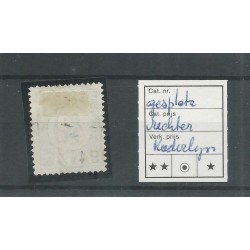 Cat. nr.
gesplete
Cat. prijs
rechter
Verk. prijs
Kaderlijn
★★ ★